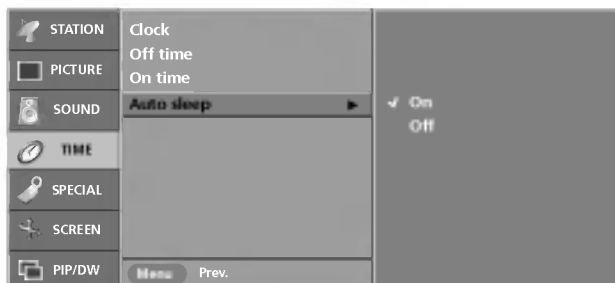 STATION
PICTURE
SOUND
TIME
SPECIAL
SCREEN
PIP/DW
Clock
Off time
On time
Auto sleep
On
Off
Menu Prev.